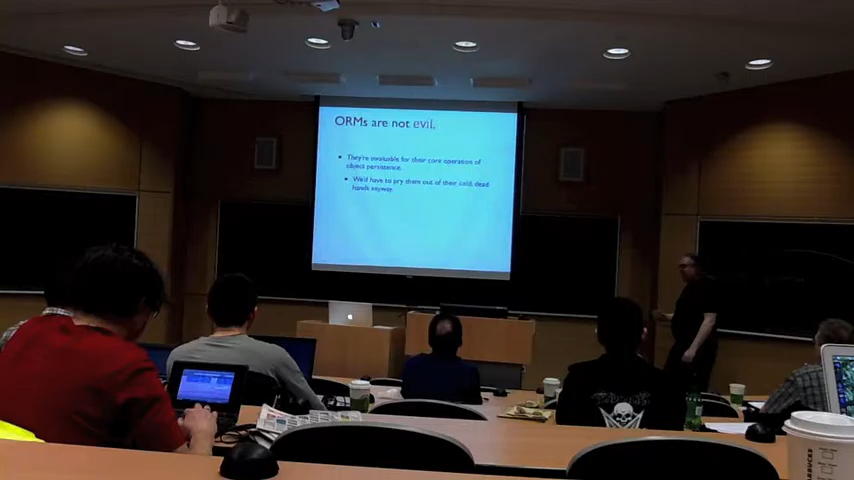 ORMs are not evil.
• They're invaluable for their core operation of
object persistence.
• We'd have to pry them out of their cold, dead
hands anyway.